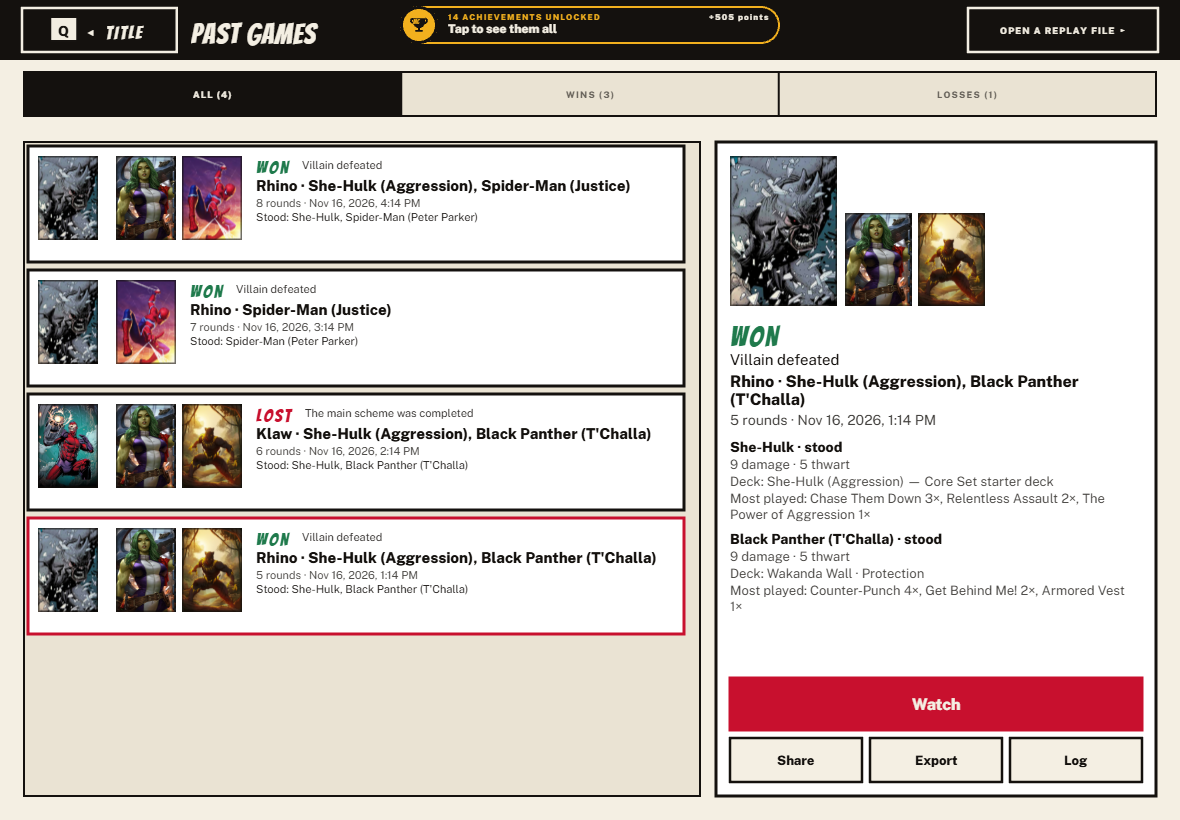 Q ◂ TITLE
PAST GAMES
14 ACHIEVEMENTS UNLOCKED +505 points
Tap to see them all
OPEN A REPLAY FILE ▸
ALL (4)
WINS (3)
LOSSES (1)
WON Villain defeated
Rhino · She-Hulk (Aggression), Spider-Man (Justice)
8 rounds · Nov 16, 2026, 4:14 PM
Stood: She-Hulk, Spider-Man (Peter Parker)
WON Villain defeated
Rhino · Spider-Man (Justice)
7 rounds · Nov 16, 2026, 3:14 PM
Stood: Spider-Man (Peter Parker)
LOST The main scheme was completed
Klaw · She-Hulk (Aggression), Black Panther (T'Challa)
6 rounds · Nov 16, 2026, 2:14 PM
Stood: She-Hulk, Black Panther (T'Challa)
WON Villain defeated
Rhino · She-Hulk (Aggression), Black Panther (T'Challa)
5 rounds · Nov 16, 2026, 1:14 PM
Stood: She-Hulk, Black Panther (T'Challa)
WON
Villain defeated
Rhino · She-Hulk (Aggression), Black Panther
(T'Challa)
5 rounds · Nov 16, 2026, 1:14 PM
She-Hulk · stood
9 damage · 5 thwart
Deck: She-Hulk (Aggression) — Core Set starter deck
Most played: Chase Them Down 3×, Relentless Assault 2×, The
Power of Aggression 1×
Black Panther (T'Challa) · stood
9 damage · 5 thwart
Deck: Wakanda Wall · Protection
Most played: Counter-Punch 4×, Get Behind Me! 2×, Armored Vest
1×
Watch
Share
Export
Log